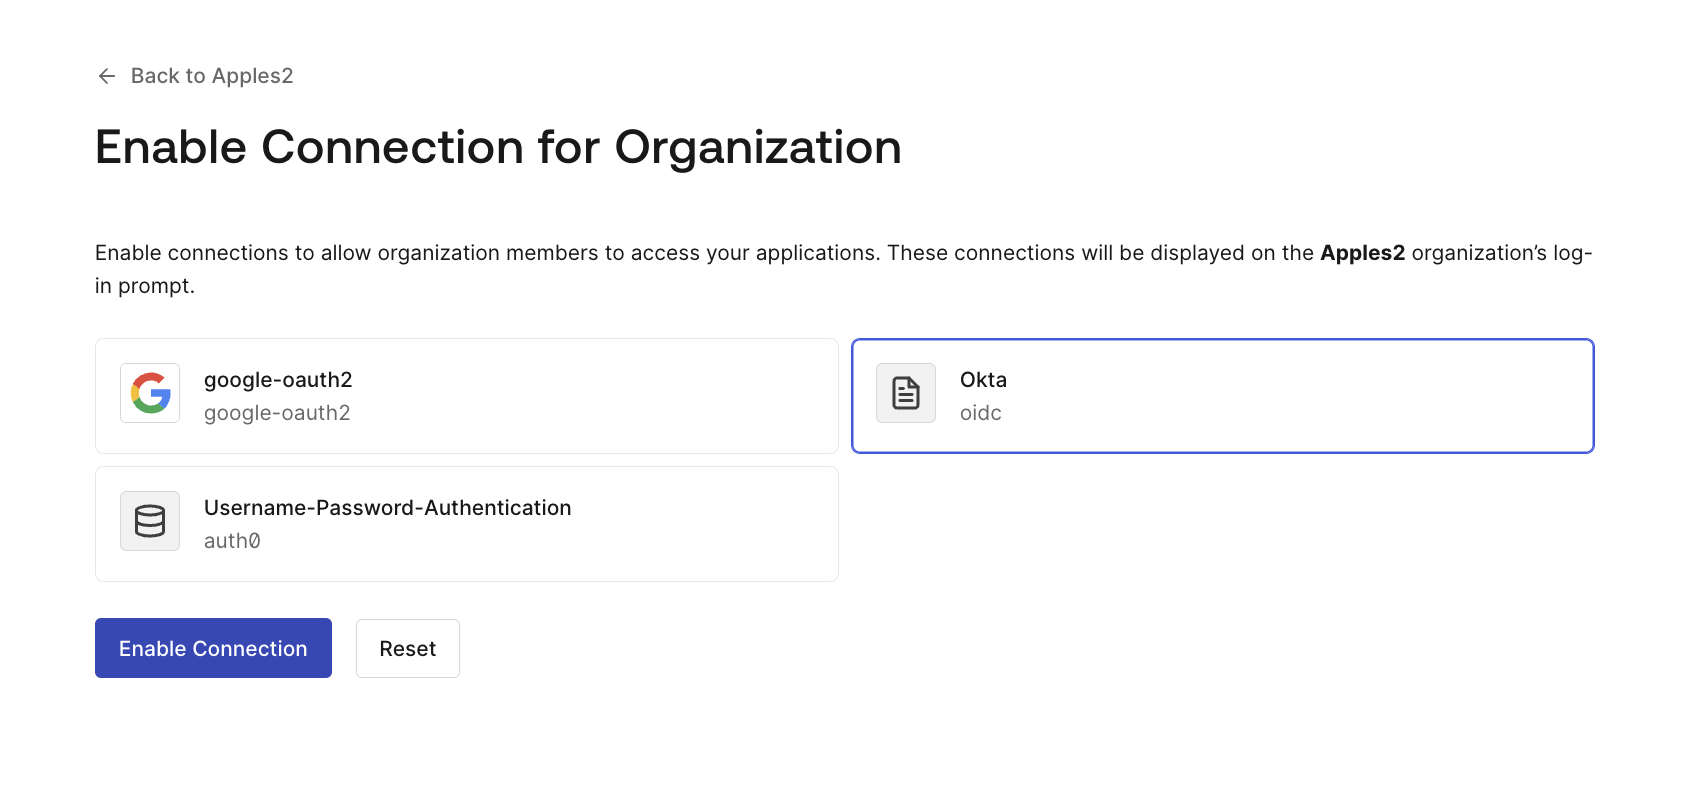 Back to Apples2
Enable Connection for Organization
Enable connections to allow organization members to access your applications. These connections will be displayed on the Apples2 organization’s log-
in prompt.
google-oauth2
google-oauth2
Okta
oidc
Username-Password-Authentication
auth0
Enable Connection
Reset